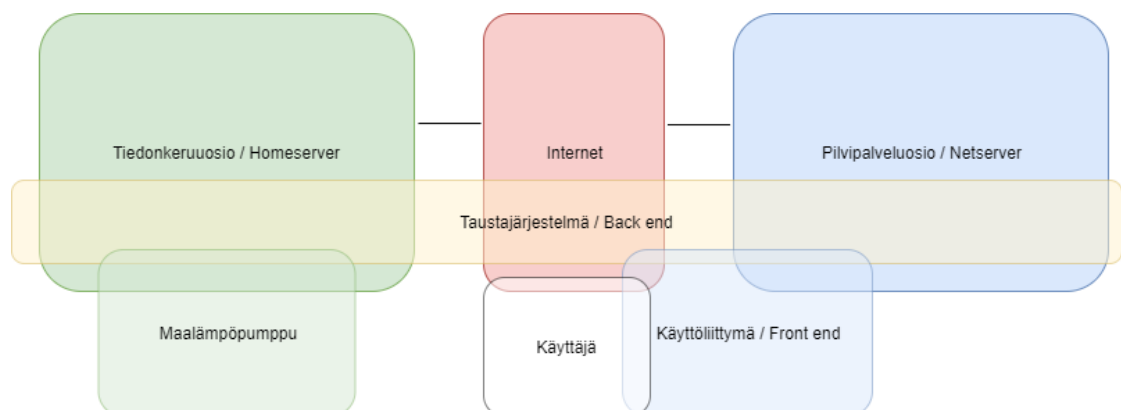 Tiedonkeruuosio / Homeserver
Internet
Pilvipalveluosio / Netserver
Taustajärjestelmä / Back end
Maalämpöpumppu
Käyttäjä
Käyttöliittymä / Front end